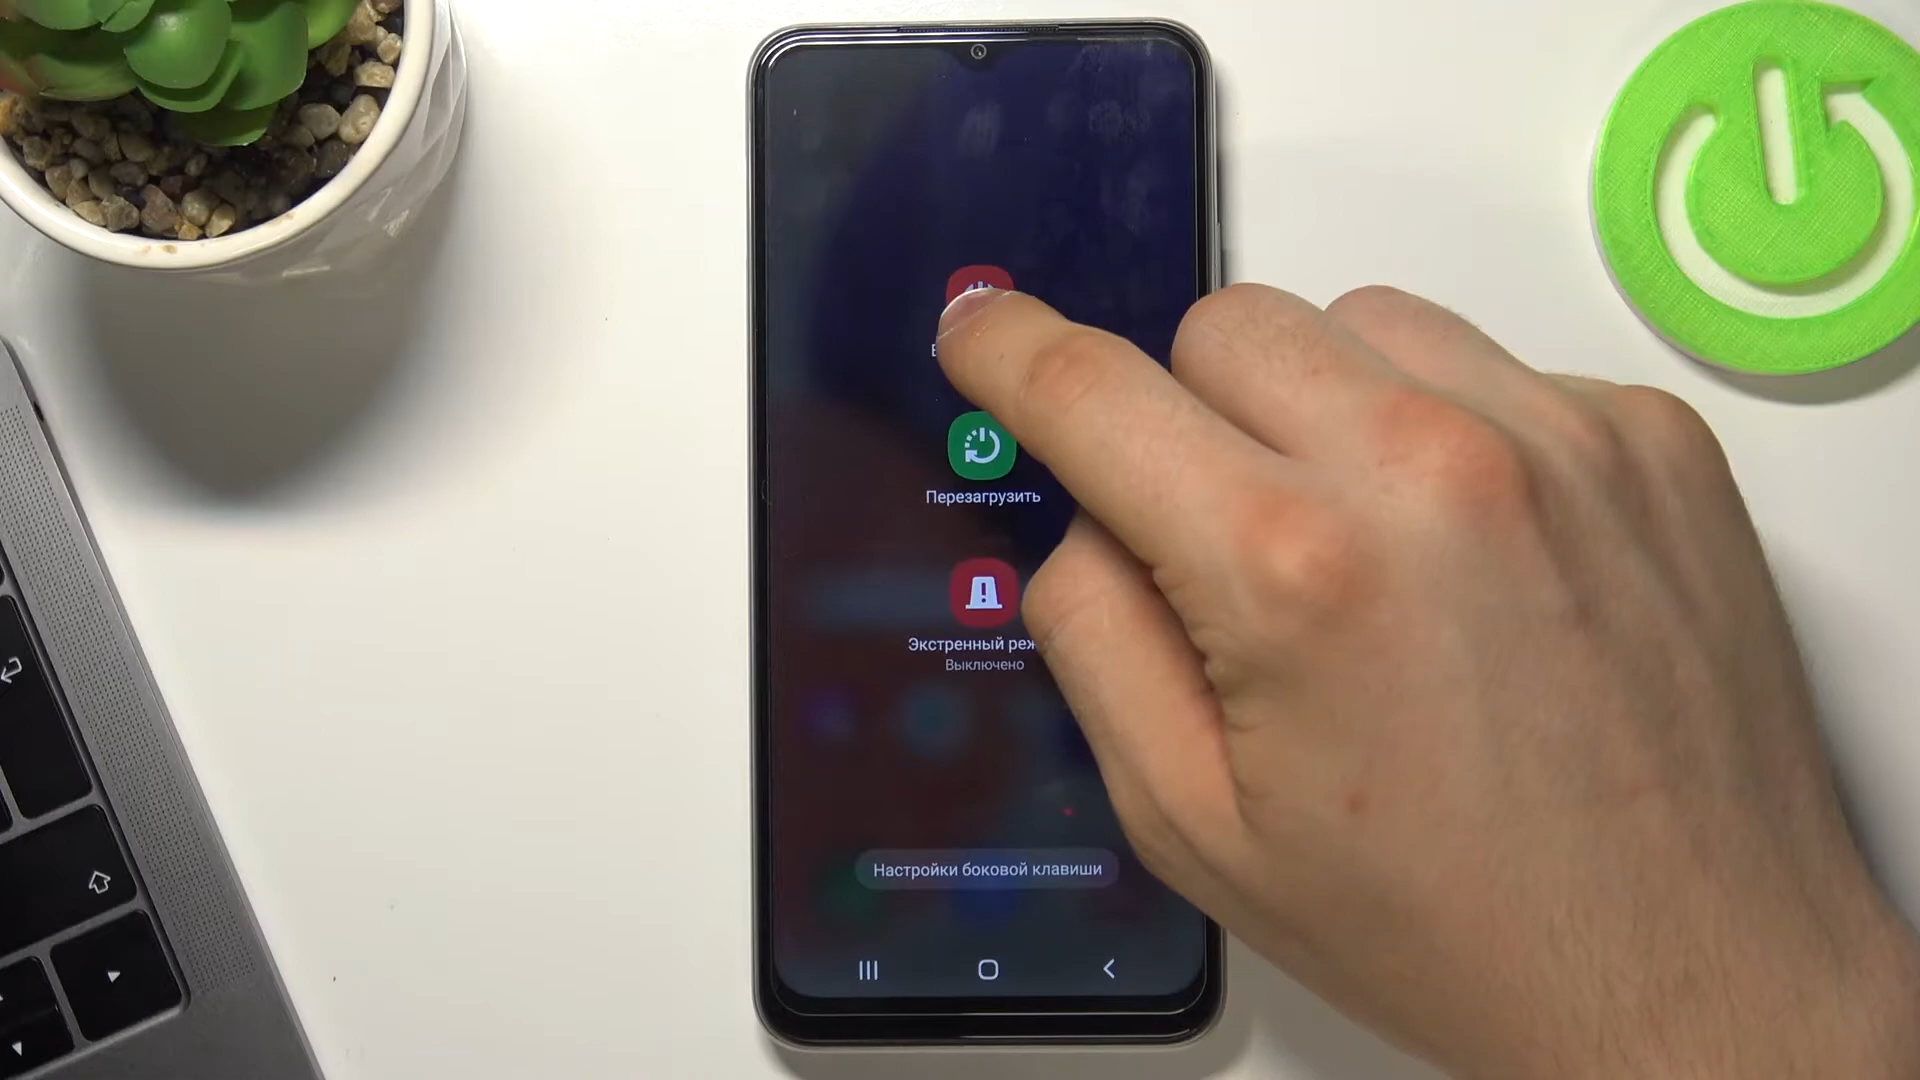 Перезагрузить
Экстренный реж
Выключено
Настройки боковой клавиши